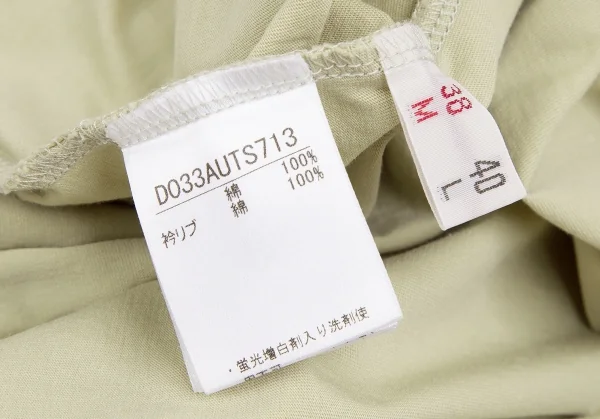 D033AUTS713
綿 100%
衿リブ 綿 100%
・蛍光増白剤入り洗剤使
38
M
40
L